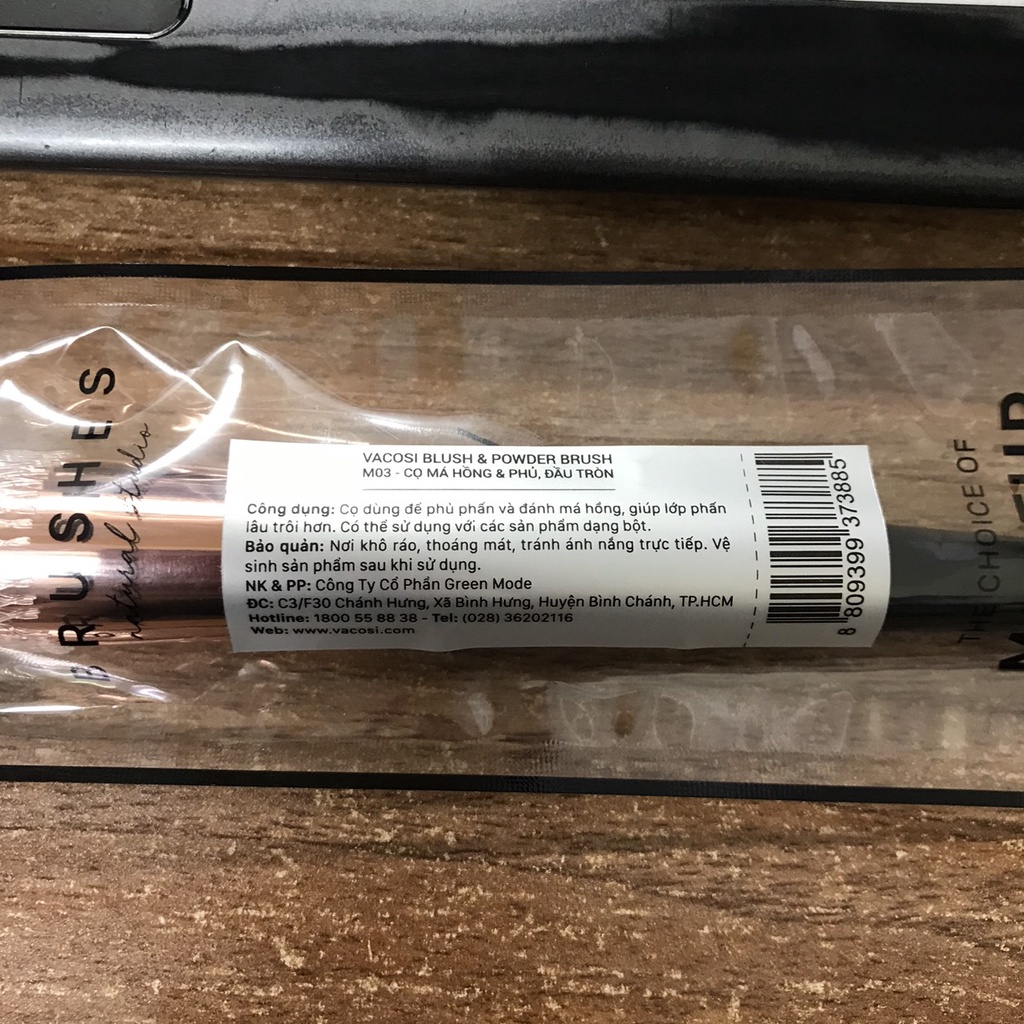 BRUSHES
natural studio
VACOSI BLUSH & POWDER BRUSH
M03 - CỌ MÁ HỒNG & PHỦ, ĐẦU TRÒN
Công dụng: Cọ dùng để phủ phấn và đánh má hồng, giúp lớp phấn
lâu trôi hơn. Có thể sử dụng với các sản phẩm dạng bột.
Bảo quản: Nơi khô ráo, thoáng mát, tránh ánh nắng trực tiếp. Vệ
sinh sản phẩm sau khi sử dụng.
NK & PP: Công Ty Cổ Phần Green Mode
ĐC: C3/F30 Chánh Hưng, Xã Bình Hưng, Huyện Bình Chánh, TP.HCM
Hotline: 1800 55 88 38 - Tel: (028) 36202116
Web: www.vacosi.com
8 809399 373885
THE CHOICE OF